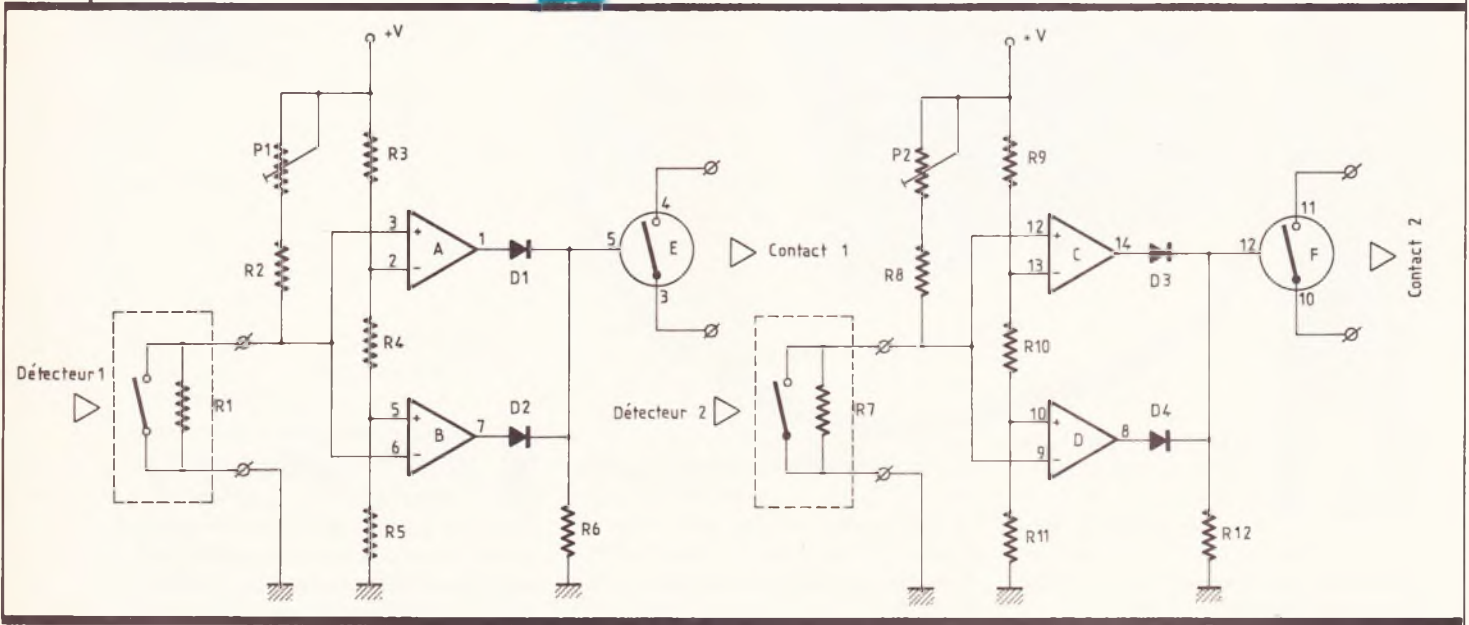 +V
P1
R3
R2
3
+
A
1
2
-
D1
5
4
E
3
Contact 1
R4
Détecteur 1
R1
5
+
B
7
6
-
D2
R5
R6
+V
P2
R9
R8
12
+
C
14
13
-
D3
12
11
F
10
Contact 2
R10
Détecteur 2
R7
10
+
D
8
9
-
D4
R11
R12